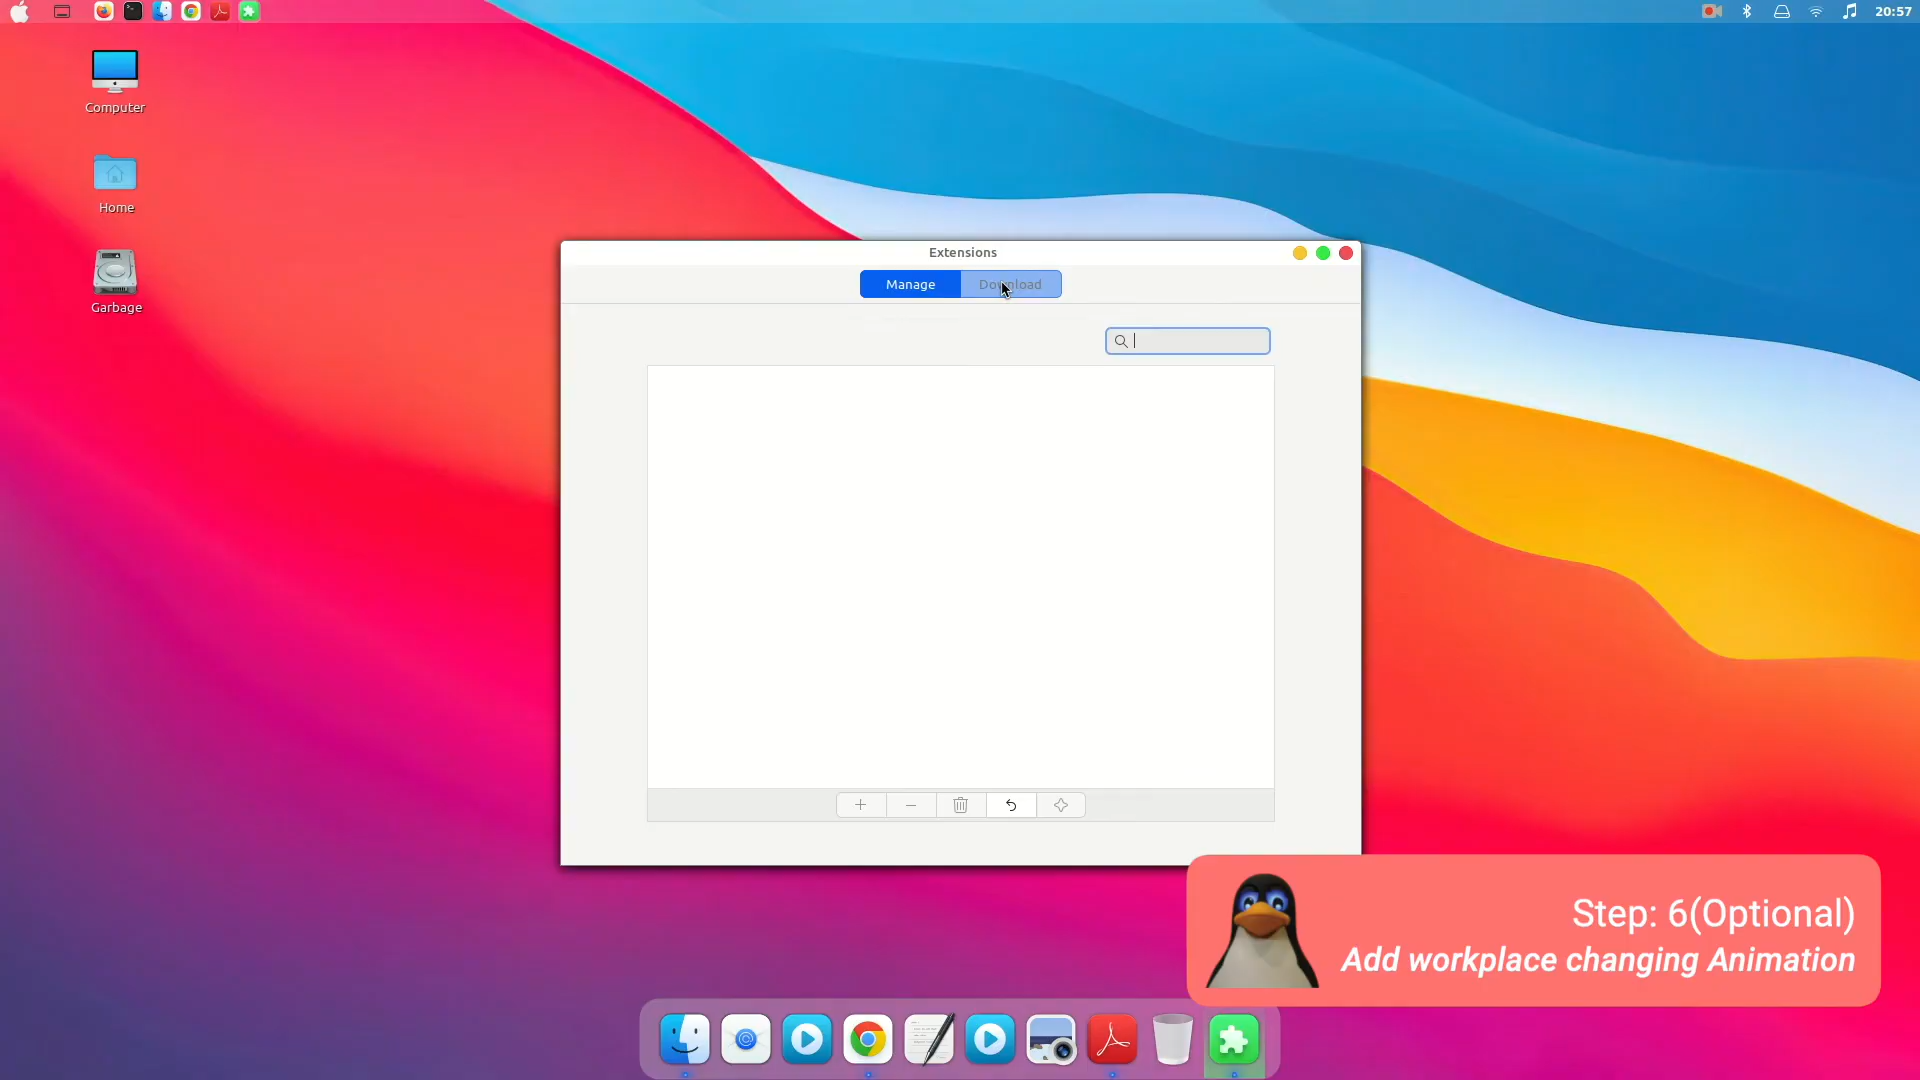 20:57
Computer
Home
Garbage
Extensions
Manage
Download
Step: 6(Optional)
Add workplace changing Animation